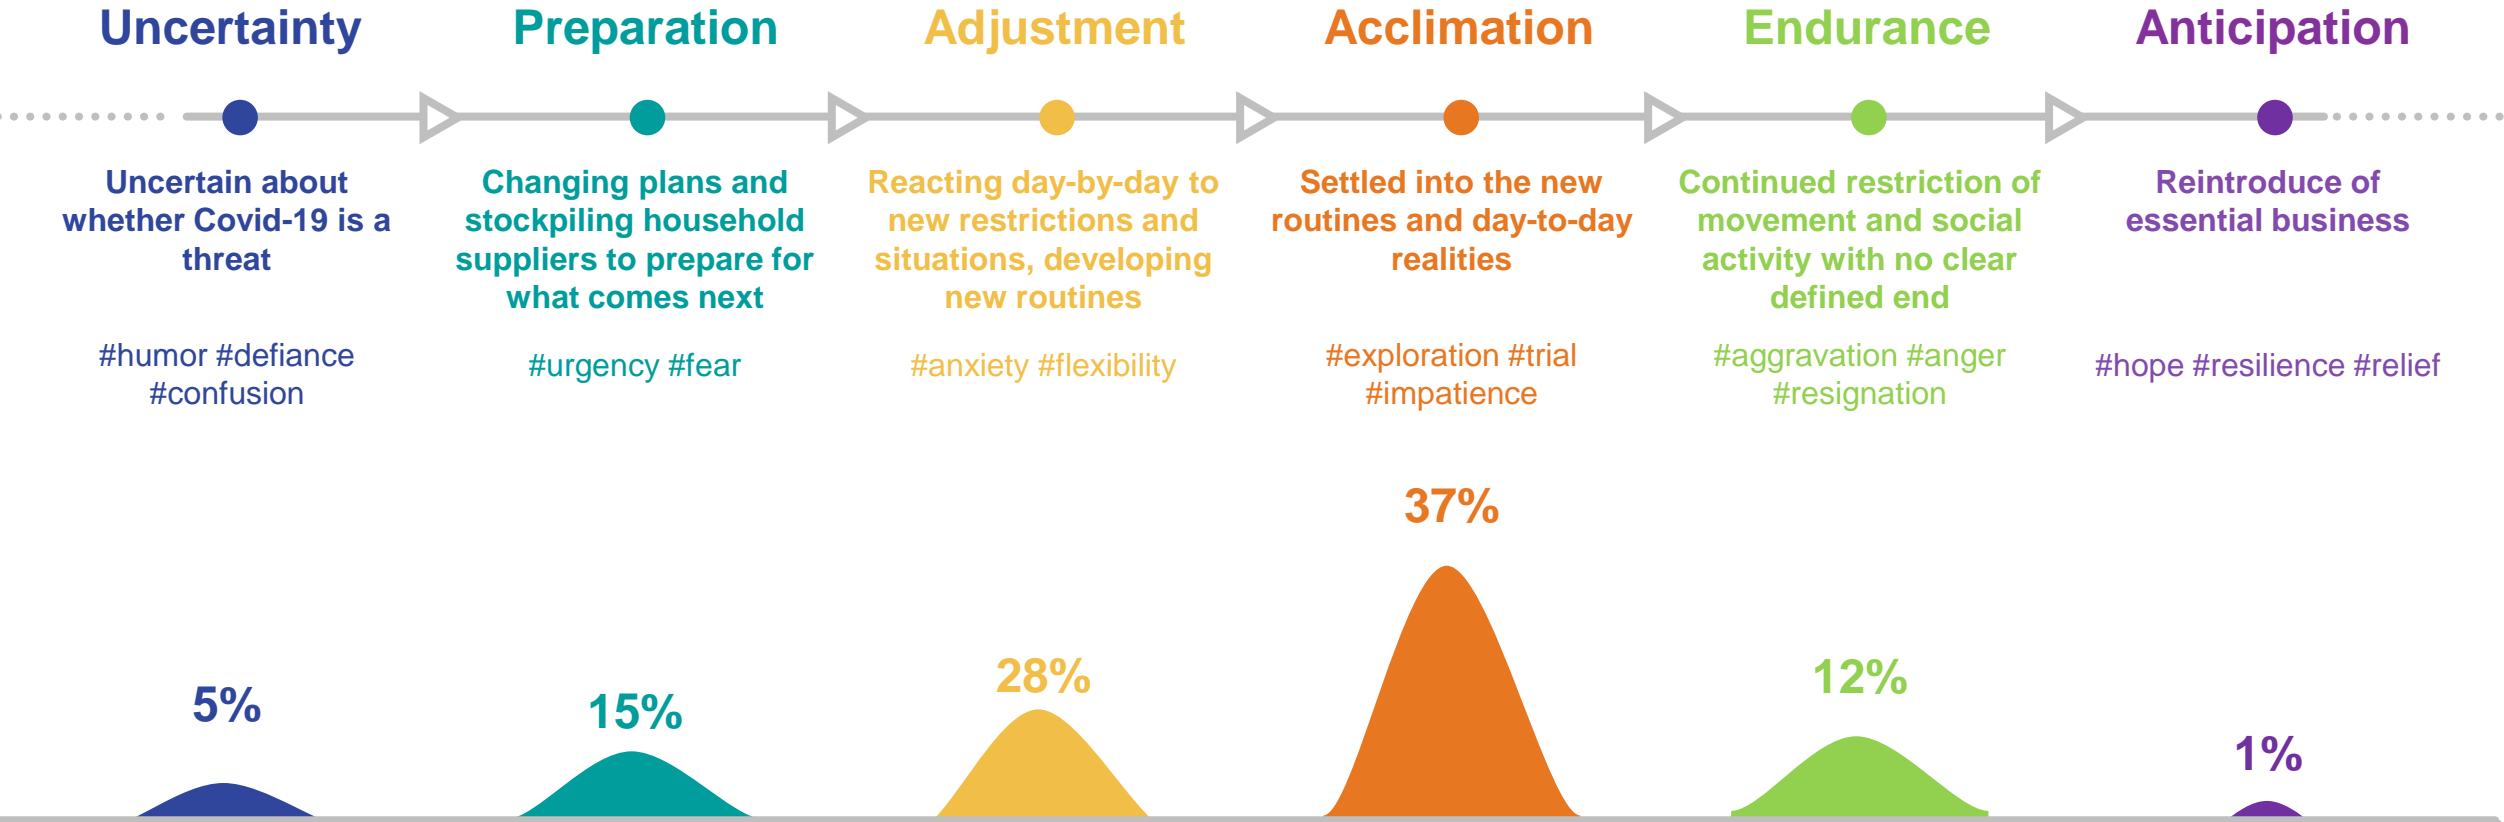 Uncertainty
Preparation
Adjustment
Acclimation
Endurance
Anticipation
Uncertain about
whether Covid-19 is a
threat
#humor #defiance
#confusion
Changing plans and
stockpiling household
suppliers to prepare for
what comes next
#urgency #fear
Reacting day-by-day to
new restrictions and
situations, developing
new routines
#anxiety #flexibility
Settled into the new
routines and day-to-day
realities
#exploration #trial
#impatience
Continued restriction of
movement and social
activity with no clear
defined end
#aggravation #anger
#resignation
Reintroduce of
essential business
#hope #resilience #relief
5%
15%
28%
37%
12%
1%